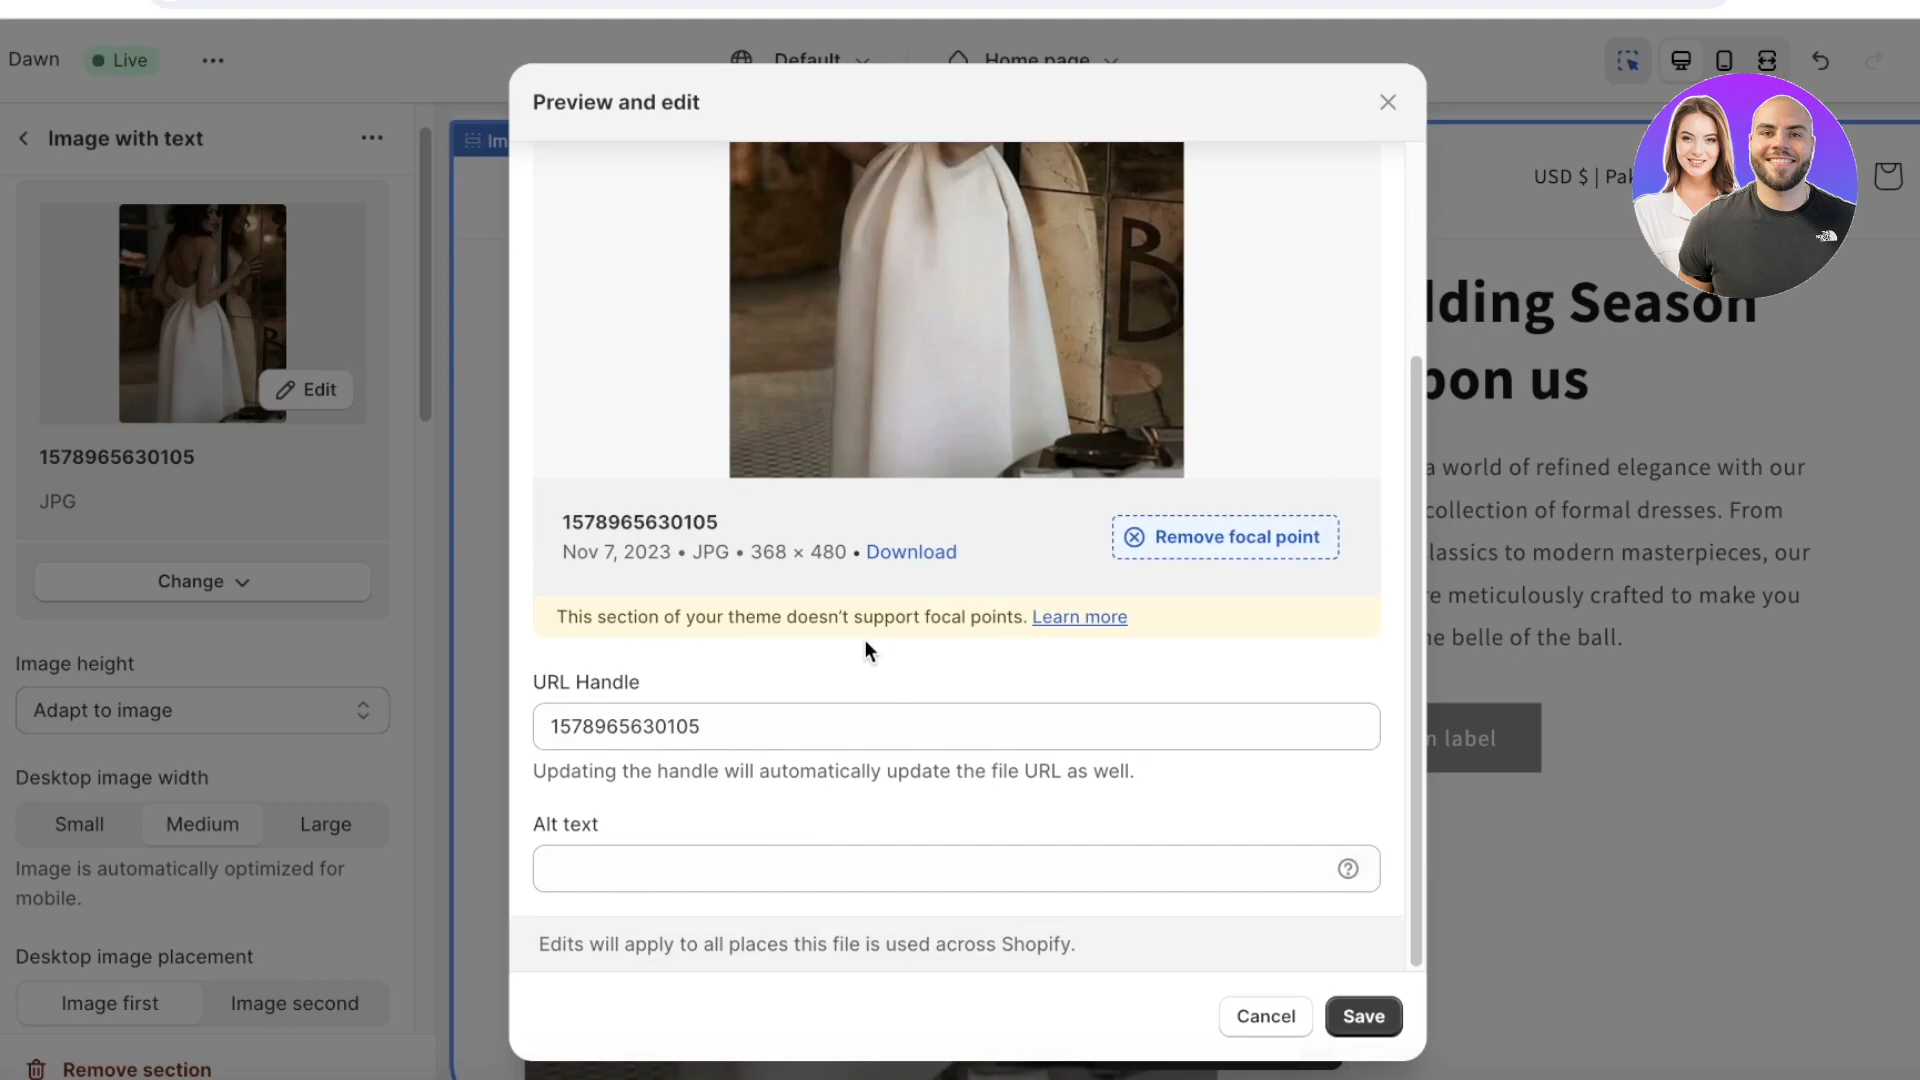 Dawn
Live
Default
Home page
Image with text
Edit
1578965630105
JPG
Change
Image height
Adapt to image
Desktop image width
Small
Medium
Large
Image is automatically optimized for
mobile.
Desktop image placement
Image first
Image second
Remove section
Preview and edit
B
1578965630105
Nov 7, 2023 • JPG • 368 × 480 • Download
Remove focal point
This section of your theme doesn’t support focal points. Learn more
URL Handle
1578965630105
Updating the handle will automatically update the file URL as well.
Alt text
Edits will apply to all places this file is used across Shopify.
Cancel
Save
USD $ |
THE NORTH FACE
Season
us
a world of refined elegance with our
collection of formal dresses. From
to modern masterpieces, our
meticulously crafted to make you
belle of the ball.
label